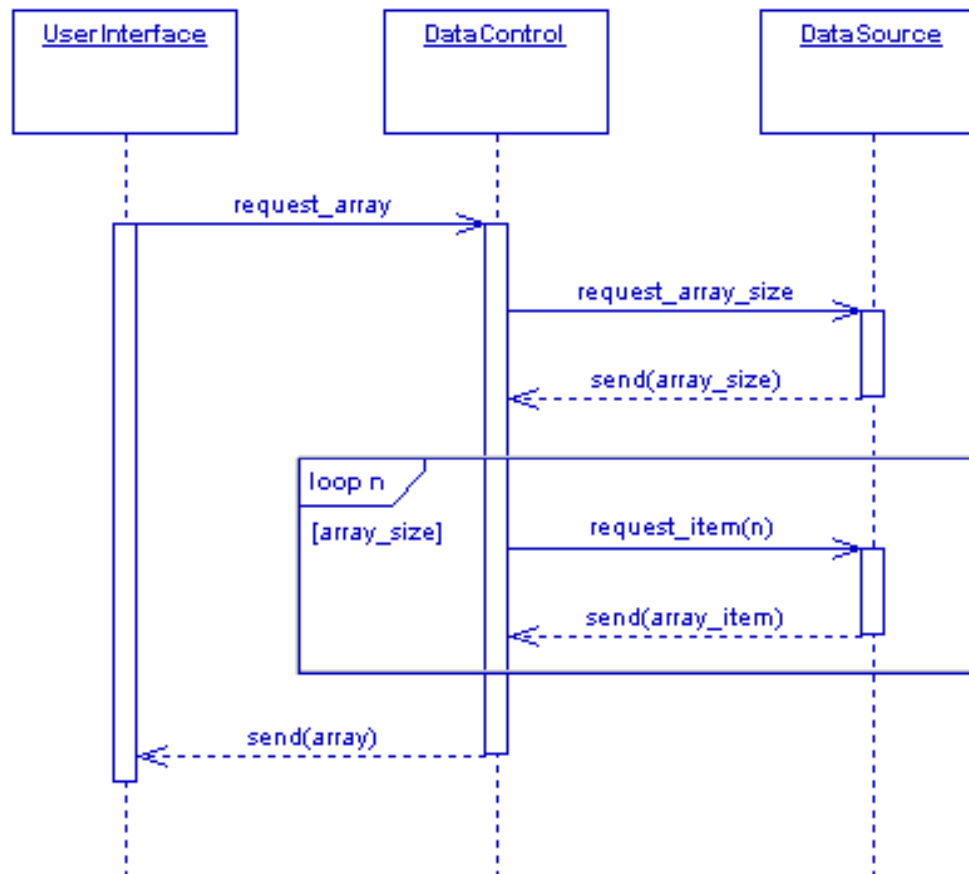 UserInterface
DataControl
DataSource
request_array
request_array_size
send(array_size)
loop n
[array_size]
request_item(n)
send(array_item)
send(array)